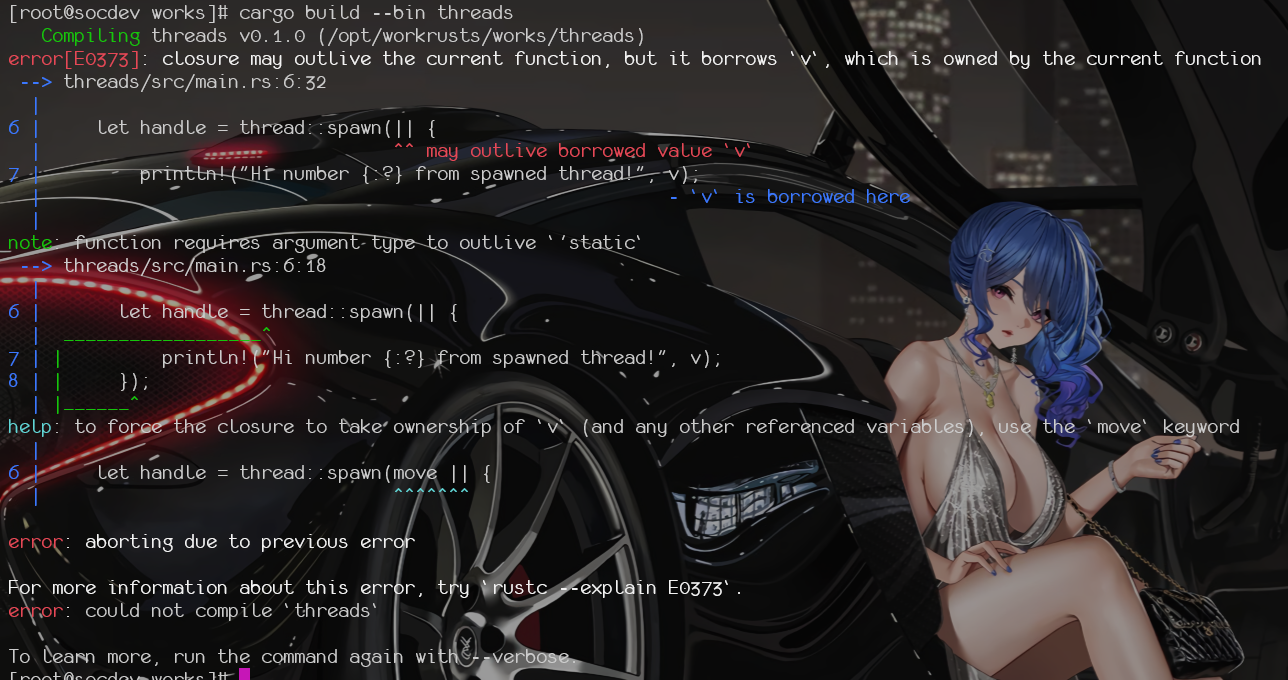 [root@socdev works]# cargo build --bin threads
   Compiling threads v0.1.0 (/opt/workrusts/works/threads)
error[E0373]: closure may outlive the current function, but it borrows `v`, which is owned by the current function
 --> threads/src/main.rs:6:32
  |
6 |     let handle = thread::spawn(|| {
  |                                ^^ may outlive borrowed value `v`
7 |         println!("Hi number {:?} from spawned thread!", v);
  |                                                         - `v` is borrowed here
  |
note: function requires argument type to outlive `'static`
 --> threads/src/main.rs:6:18
  |
6 |       let handle = thread::spawn(|| {
  |  __________________^
7 | |         println!("Hi number {:?} from spawned thread!", v);
8 | |     });
  | |______^
help: to force the closure to take ownership of `v` (and any other referenced variables), use the `move` keyword
  |
6 |     let handle = thread::spawn(move || {
  |                                ^^^^^^^
error: aborting due to previous error
For more information about this error, try `rustc --explain E0373`.
error: could not compile `threads`
To learn more, run the command again with --verbose.
[root@socdev works]#